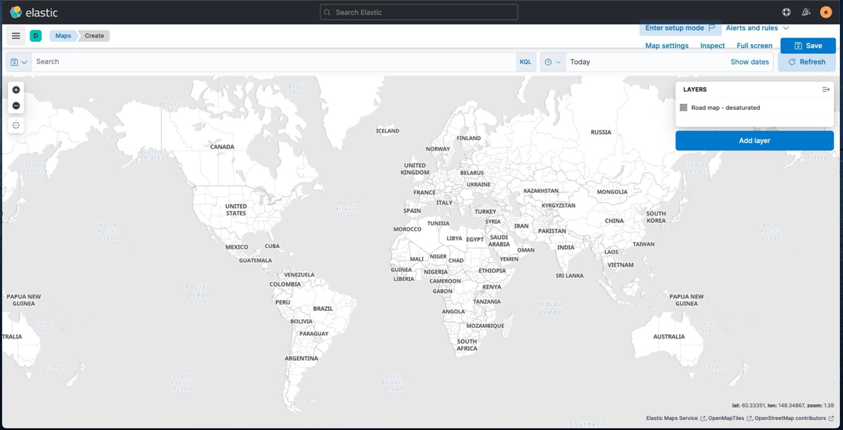 elastic
Search Elastic
e
D
Maps
Create
Enter setup mode
Alerts and rules
Map settings
Inspect
Full screen
Save
Search
KQL
Today
Show dates
Refresh
LAYERS
Road map - desaturated
Add layer
ICELAND
RUSSIA
FINLAND
CANADA
NORWAY
UNITED
KINGDOM
BELARUS
UKRAINE
FRANCE
KAZAKHSTAN
MONGOLIA
ITALY
KYRGYZSTAN
UNITED
STATES
SPAIN
TURKEY
CHINA
SOUTH
KOREA
TUNISIA
SYRIA
IRAN
MOROCCO
PAKISTAN
LIBYA
EGYPT
SAUDI
ARABIA
TAIWAN
MEXICO
CUBA
INDIA
OMAN
LAOS
GUATEMALA
MALI
NIGER
CHAD
YEMEN
VIETNAM
GUINEA
NIGERIA
ETHIOPIA
VENEZUELA
SRI LANKA
LIBERIA
CAMEROON
COLOMBIA
KENYA
GABON
PAPUA NEW
GUINEA
PERU
BRAZIL
TANZANIA
PAPUA NEW
GUINEA
ANGOLA
Pacific
Ocean
Indian
Ocean
BOLIVIA
MOZAMBIQUE
PARAGUAY
TRALIA
SOUTH
AFRICA
AUSTRALIA
ARGENTINA
lat: 60.33351, lon: 148.34867, zoom: 1.39
Elastic Maps Service , OpenMapTiles , OpenStreetMap contributors
Southern